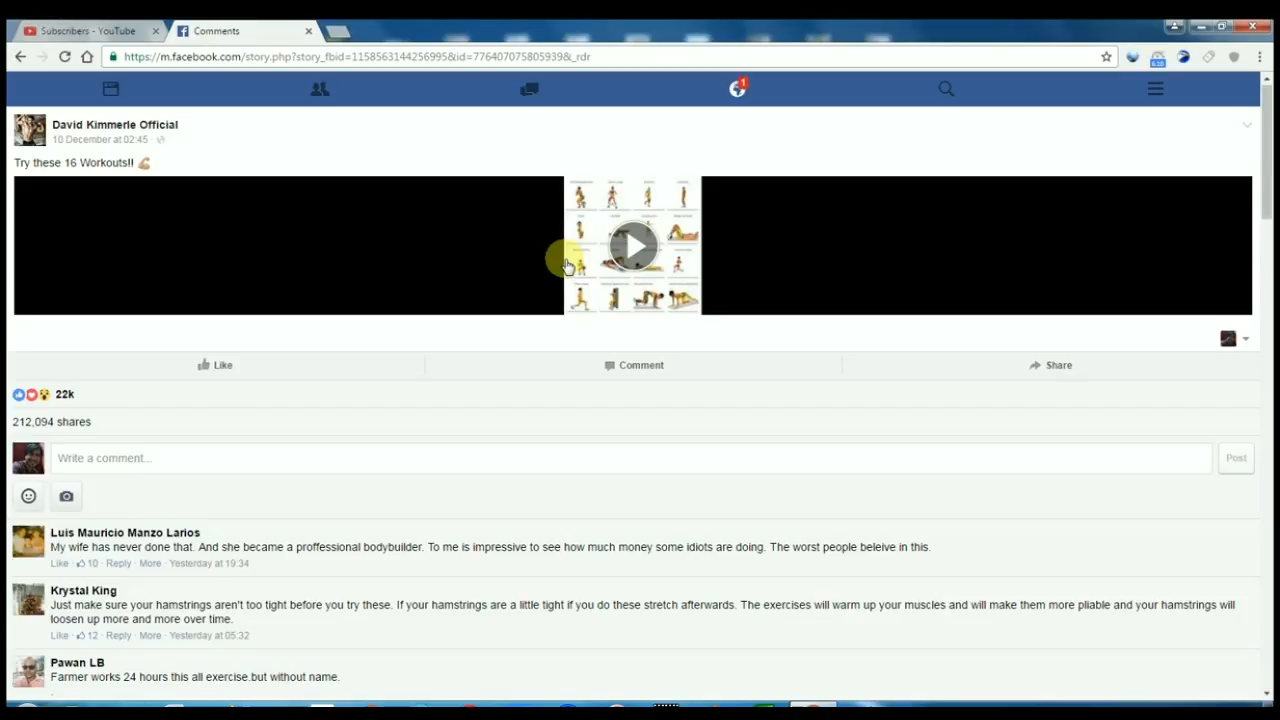 Subscribers - YouTube
Comments
https://m.facebook.com/story.php?story_fbid=1158563144256995&id=776407075805939&_rdr
1
David Kimmerle Official
10 December at 02:45 ·
Try these 16 Workouts!! 💪🏼
Like
Comment
Share
22k
212,094 shares
Write a comment...
Post
Luis Mauricio Manzo Larios
My wife has never done that. And she became a proffessional bodybuilder. To me is impressive to see how much money some idiots are doing. The worst people beleive in this.
Like · 10 · Reply · More · Yesterday at 19:34
Krystal King
Just make sure your hamstrings aren't too tight before you try these. If your hamstrings are a little tight if you do these stretch afterwards. The exercises will warm up your muscles and will make them more pliable and your hamstrings will
loosen up more and more over time.
Like · 12 · Reply · More · Yesterday at 05:32
Pawan LB
Farmer works 24 hours this all exercise.but without name.
.